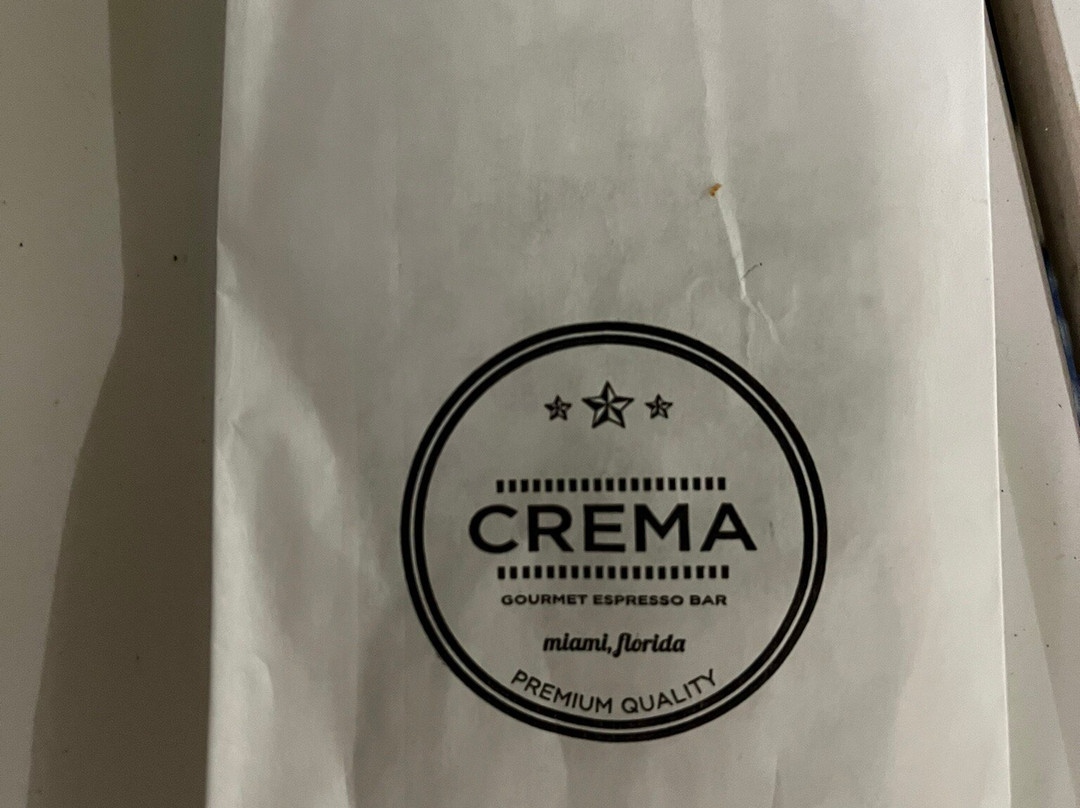 CREMA
GOURMET ESPRESSO BAR
miami, florida
PREMIUM QUALITY